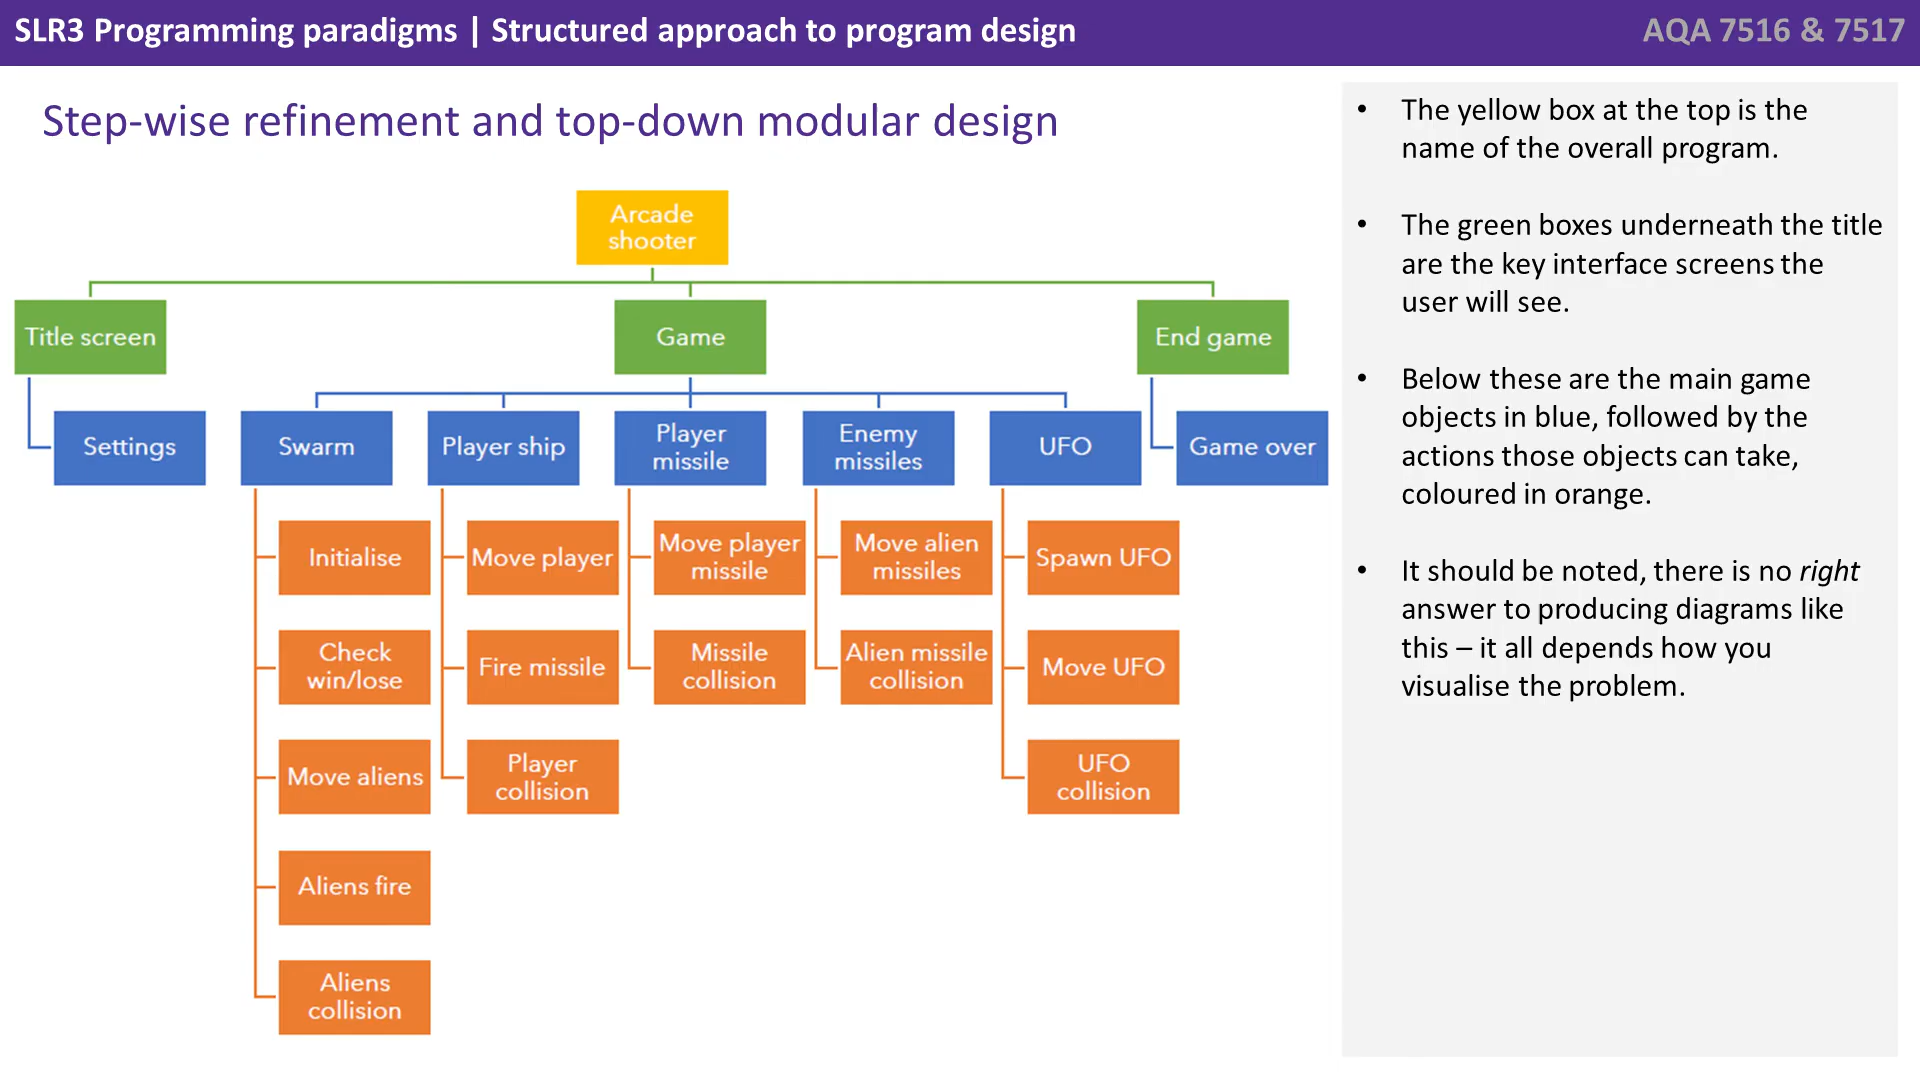 SLR3 Programming paradigms | Structured approach to program design
AQA 7516 & 7517
Step-wise refinement and top-down modular design
Arcade
shooter
Title screen
Game
End game
Settings
Swarm
Player ship
Player
missile
Enemy
missiles
UFO
Game over
Initialise
Move player
Move player
missile
Move alien
missiles
Spawn UFO
Check
win/lose
Fire missile
Missile
collision
Alien missile
collision
Move UFO
Move aliens
Player
collision
UFO
collision
Aliens fire
Aliens
collision
• The yellow box at the top is the
name of the overall program.
• The green boxes underneath the title
are the key interface screens the
user will see.
• Below these are the main game
objects in blue, followed by the
actions those objects can take,
coloured in orange.
• It should be noted, there is no right
answer to producing diagrams like
this – it all depends how you
visualise the problem.